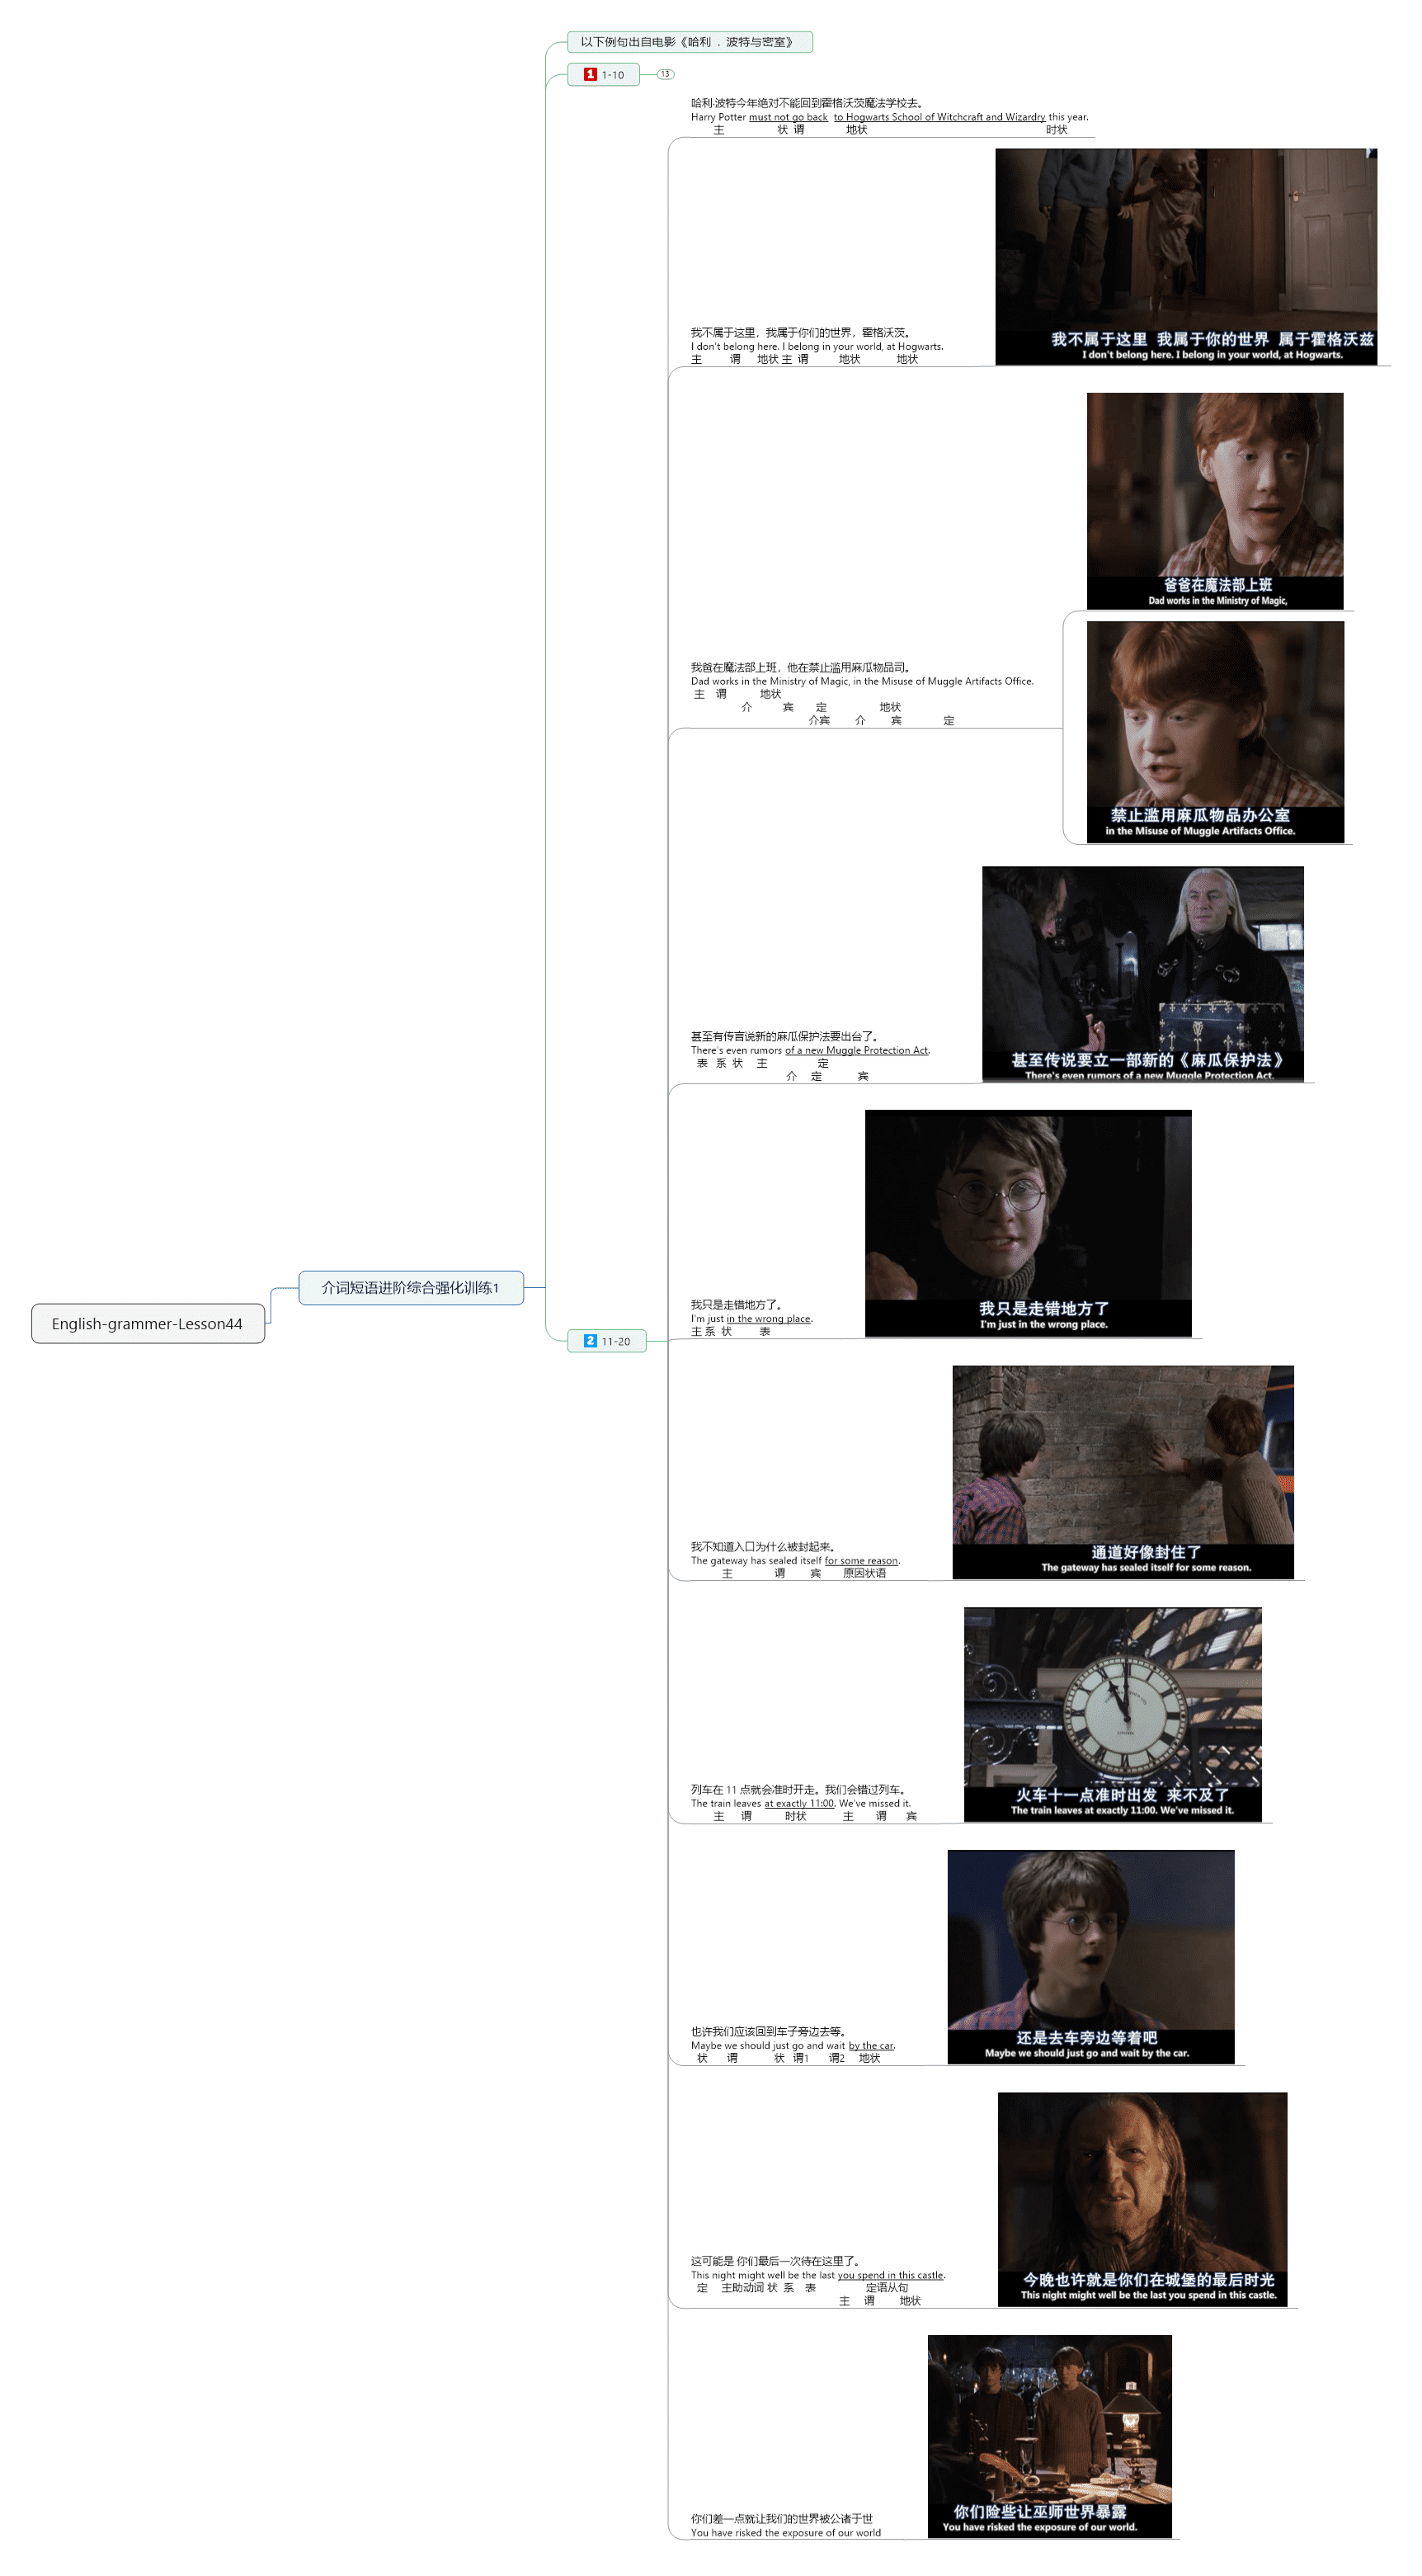 以下例句出自电影《哈利 . 波特与密室》
1 1-10
13
哈利·波特今年绝对不能回到霍格沃茨魔法学校去。
Harry Potter must not go back to Hogwarts School of Witchcraft and Wizardry this year.
主 状 谓 地状 时状
我不属于这里，我属于你们的世界，霍格沃茨。
I don't belong here. I belong in your world, at Hogwarts.
主 谓 地状 主 谓 地状 地状
我不属于这里 我属于你的世界 属于霍格沃兹
I don't belong here. I belong in your world, at Hogwarts.
爸爸在魔法部上班
Dad works in the Ministry of Magic,
我爸在魔法部上班，他在禁止滥用麻瓜物品司。
Dad works in the Ministry of Magic, in the Misuse of Muggle Artifacts Office.
主 谓 地状
介 宾 定 地状
介宾 介 宾 定
禁止滥用麻瓜物品办公室
in the Misuse of Muggle Artifacts Office.
甚至有传言说新的麻瓜保护法要出台了。
There's even rumors of a new Muggle Protection Act.
表 系 状 主 定
介 定 宾
甚至传说要立一部新的《麻瓜保护法》
There's even rumors of a new Muggle Protection Act.
English-grammer-Lesson44
介词短语进阶综合强化训练1
2 11-20
我只是走错地方了。
I'm just in the wrong place.
主 系 状 表
我只是走错地方了
I'm just in the wrong place.
我不知道入口为什么被封起来。
The gateway has sealed itself for some reason.
主 谓 宾 原因状语
通道好像封住了
The gateway has sealed itself for some reason.
列车在 11 点就会准时开走。我们会错过列车。
The train leaves at exactly 11:00. We've missed it.
主 谓 时状 主 谓 宾
火车十一点准时出发 来不及了
The train leaves at exactly 11:00. We've missed it.
也许我们应该回到车子旁边去等。
Maybe we should just go and wait by the car.
状 谓 状 谓1 谓2 地状
还是去车旁边等着吧
Maybe we should just go and wait by the car.
这可能是 你们最后一次待在这里了。
This night might well be the last you spend in this castle.
定 主助动词 状 系 表 定语从句
主 谓 地状
今晚也许就是你们在城堡的最后时光
This night might well be the last you spend in this castle.
你们差一点就让我们的世界被公诸于世
You have risked the exposure of our world
你们险些让巫师世界暴露
You have risked the exposure of our world.